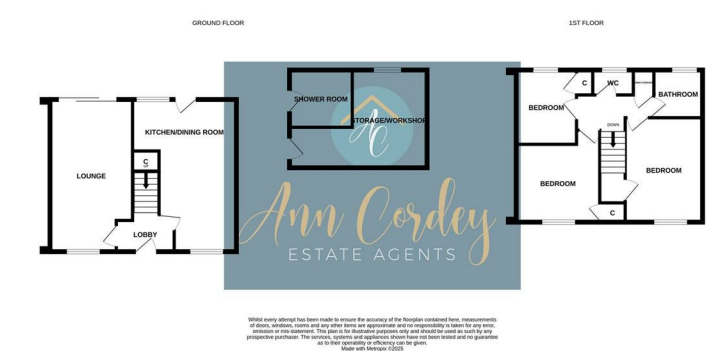 GROUND FLOOR
1ST FLOOR
SHOWER ROOM
STORAGE/WORKSHOP
KITCHEN/DINING ROOM
C
LOUNGE
LOBBY
C
WC
BEDROOM
BATHROOM
DOWN
BEDROOM
BEDROOM
C
AC
Ann Cordey
ESTATE AGENTS
Whilst every attempt has been made to ensure the accuracy of the floorplan contained here, measurements
of doors, windows, rooms and any other items are approximate and no responsibility is taken for any error,
omission or mis-statement. This plan is for illustrative purposes only and should be used as such by any
prospective purchaser. The services, systems and appliances shown have not been tested and no guarantee
as to their operability or efficiency can be given.
Made with Metropix ©2025